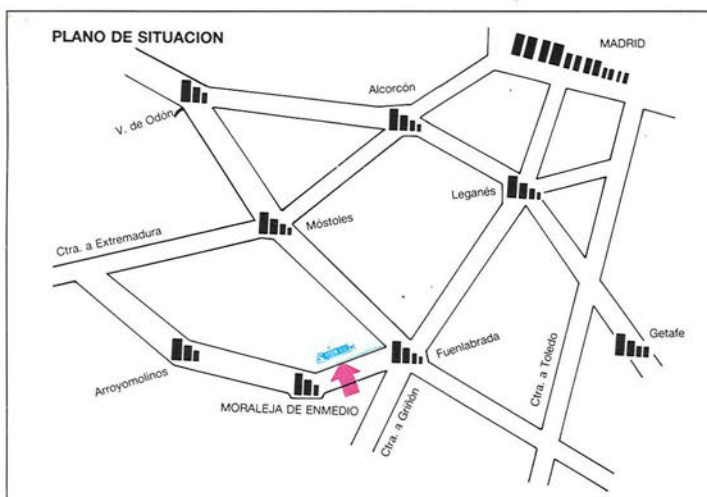 PLANO DE SITUACION
MADRID
Alcorcón
V. de Odón
Leganés
Móstoles
Ctra. a Extremadura
Getafe
Fuenlabrada
Ctra. a Toledo
Arroyomolinos
MORALEJA DE ENMEDIO
Ctra. a Griñón